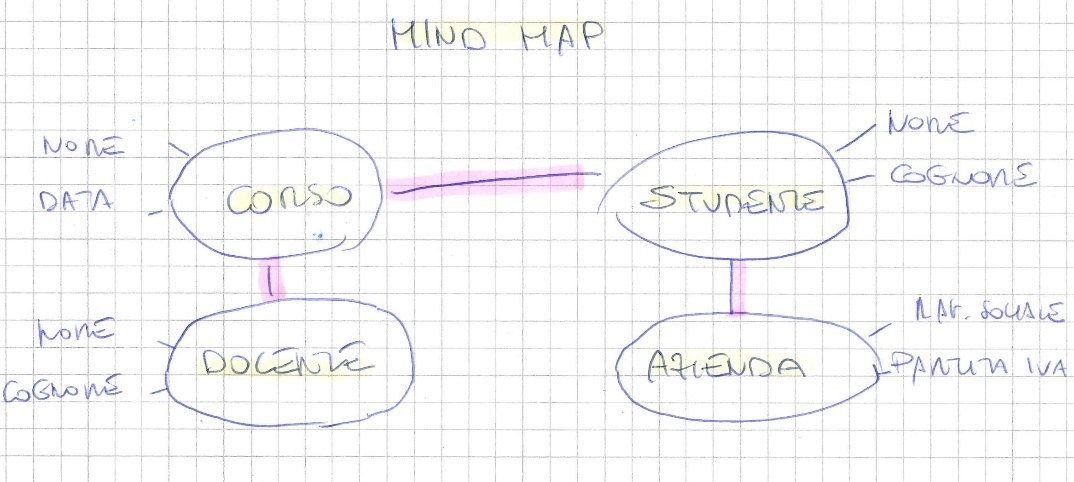 MIND MAP
NOME
DATA
CORSO
STUDENTE
NOME
COGNOME
NOME
COGNOME
DOCENTE
AZIENDA
RAG. SOCIALE
PARTITA IVA